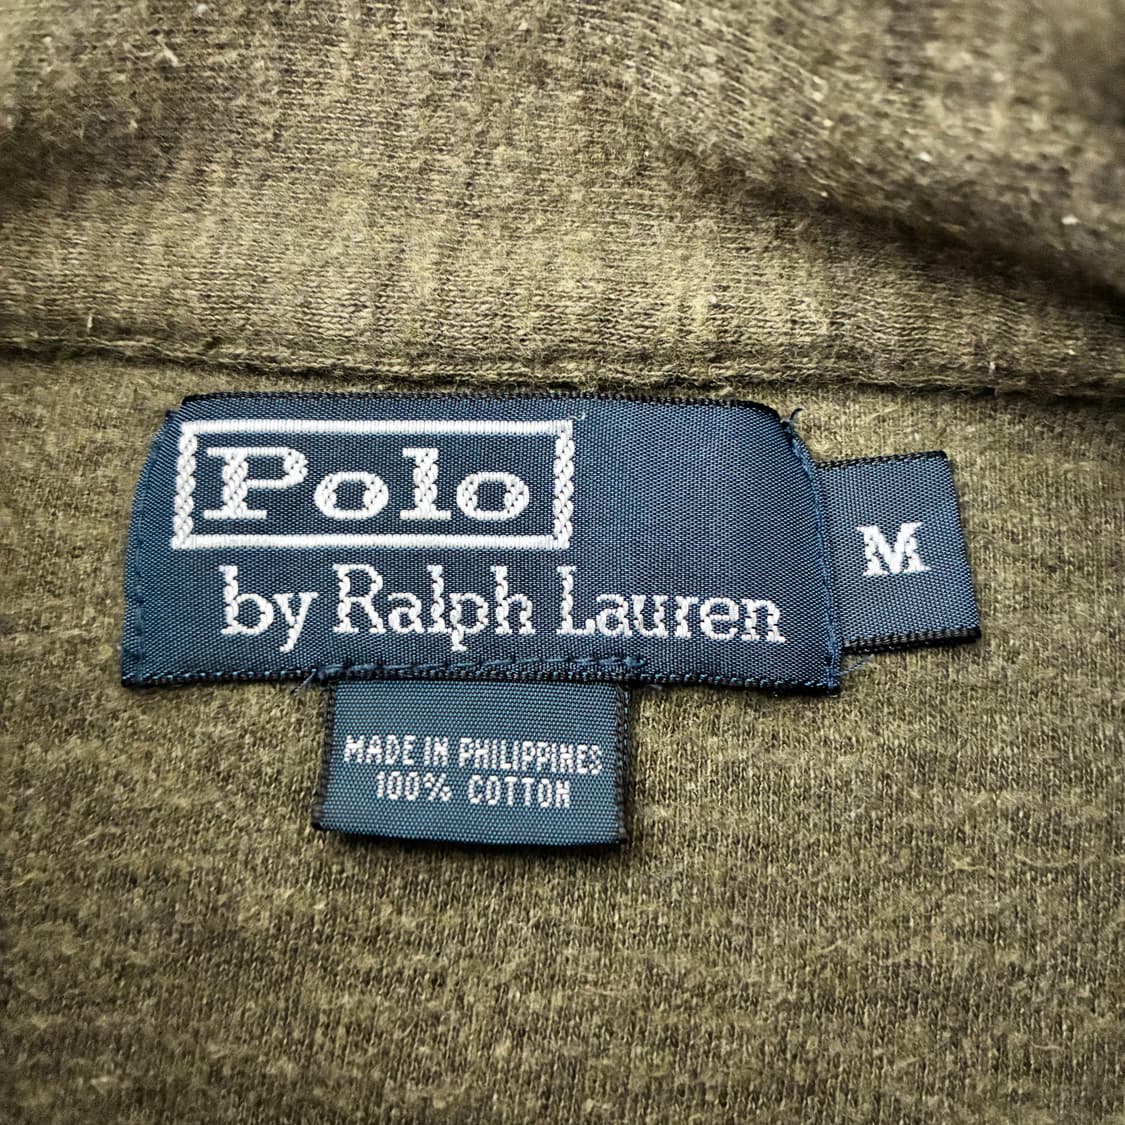 Polo
by Ralph Lauren
M
MADE IN PHILIPPINES
100% COTTON